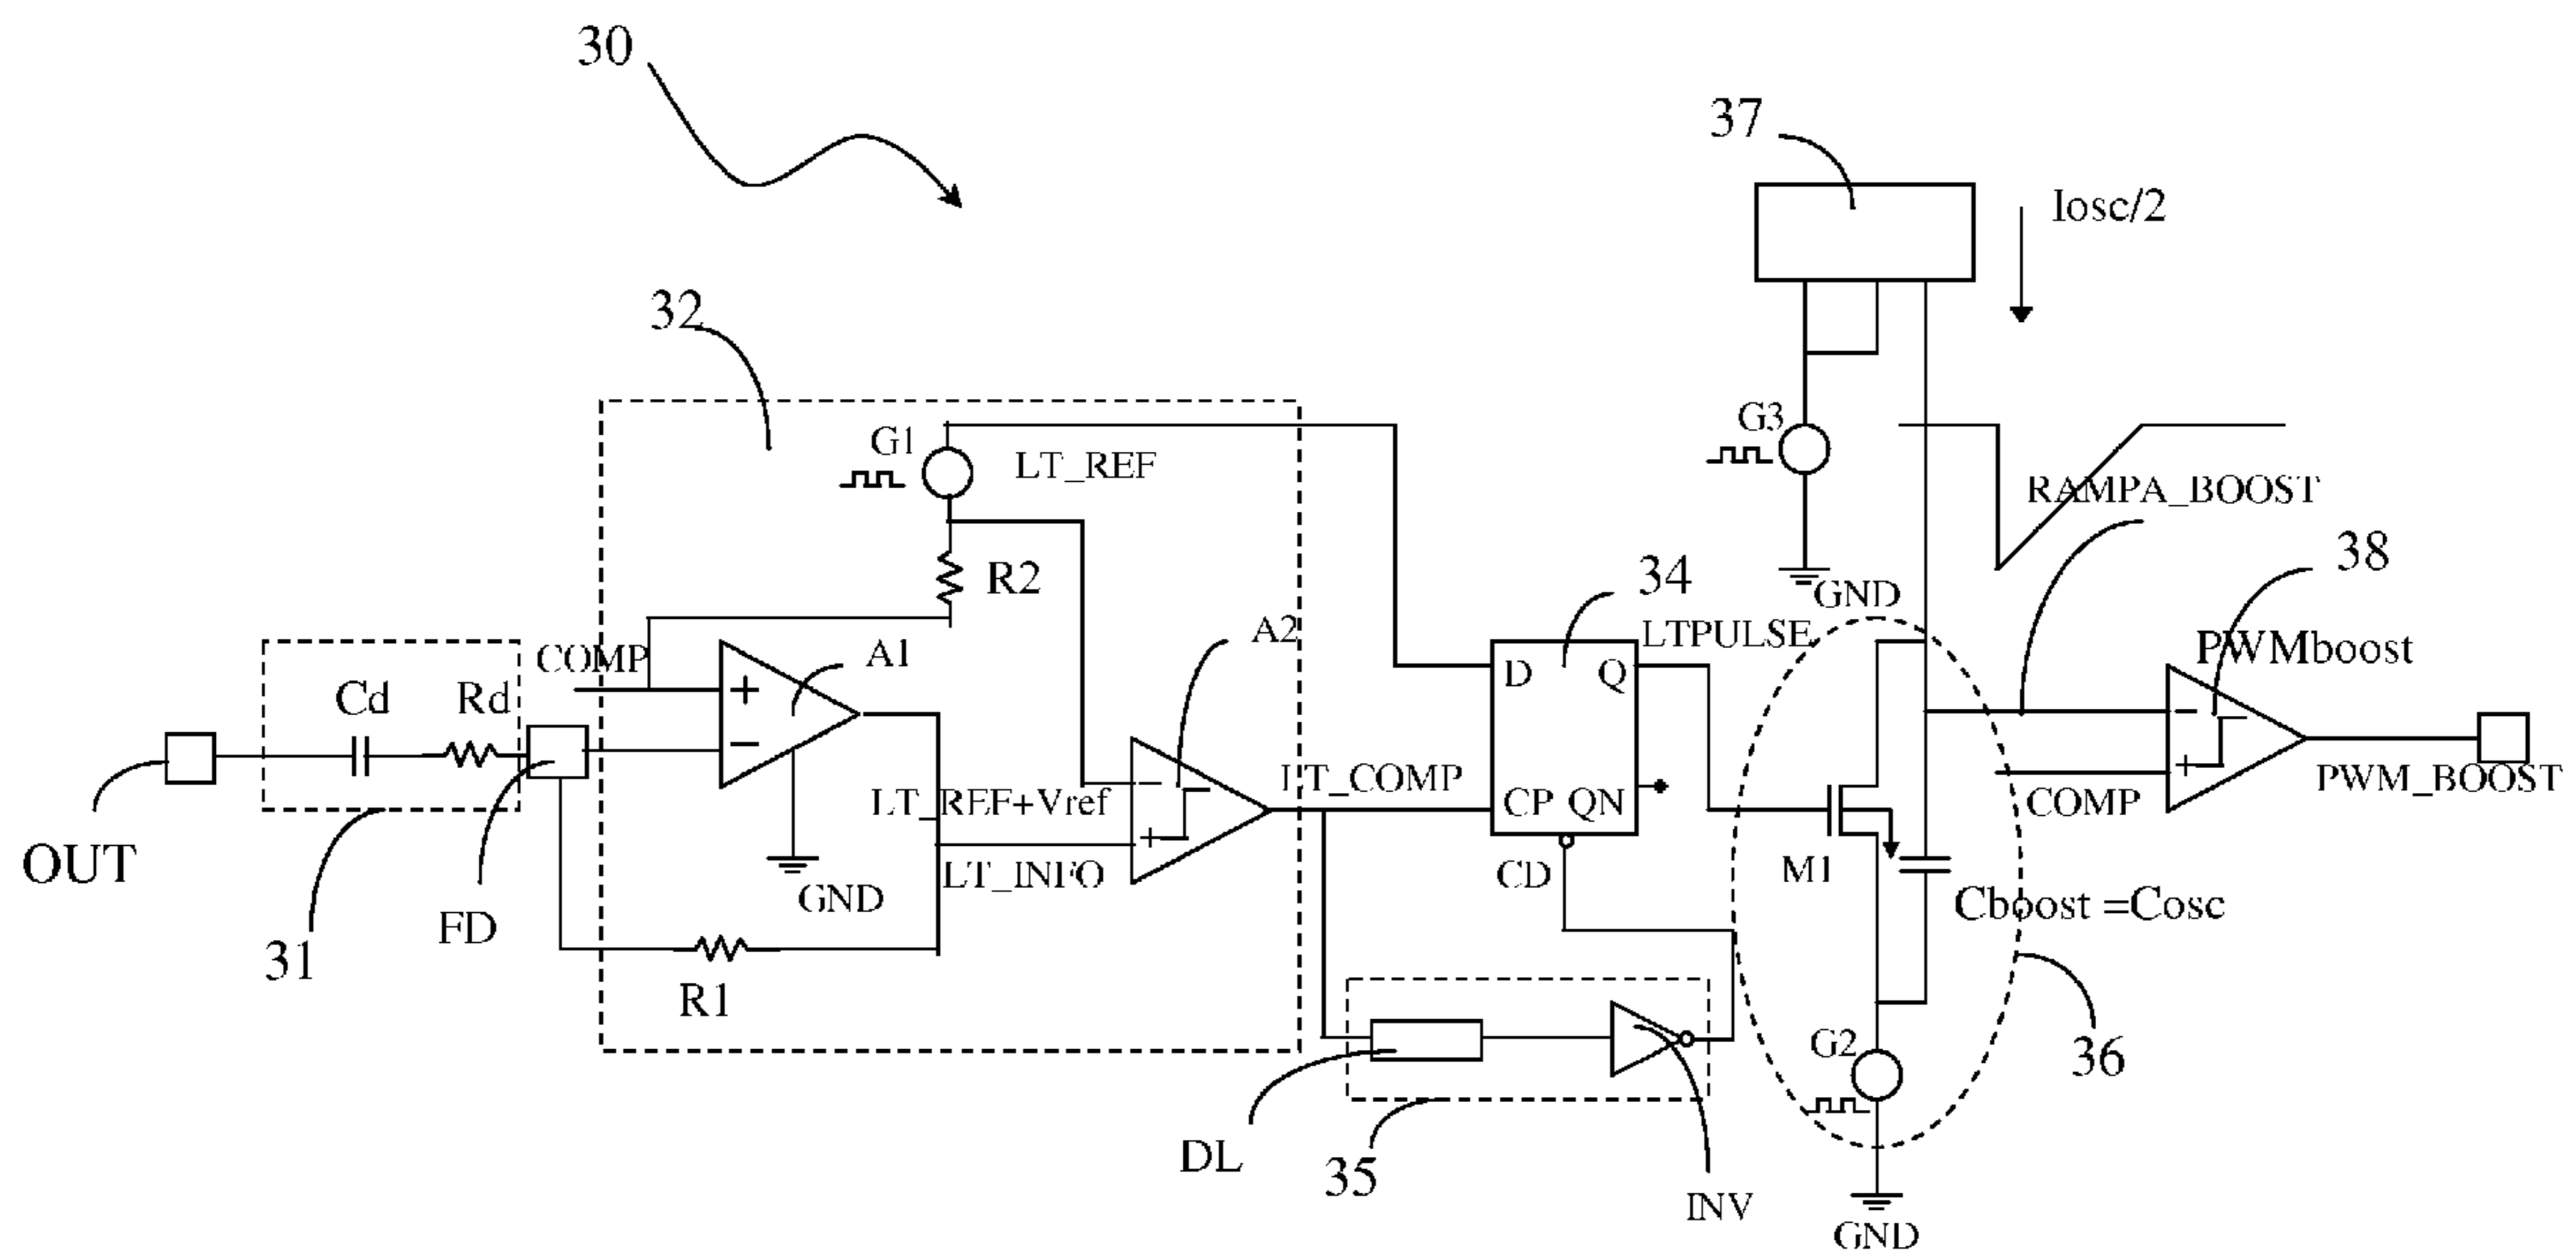 30
37
Iosc/2
32
G1
LT_REF
G3
RAMPA_BOOST
38
34
GND
R2
A2
LTPULSE
COMP
A1
D
Q
PWMboost
Cd
Rd
+
−
−
LT_COMP
+
COMP
PWM_BOOST
LT_REF+Vref
−
CP
QN
OUT
LT_INFO
+
CD
M1
GND
Cboost =Cosc
FD
31
R1
G2
36
DL
35
INV
GND